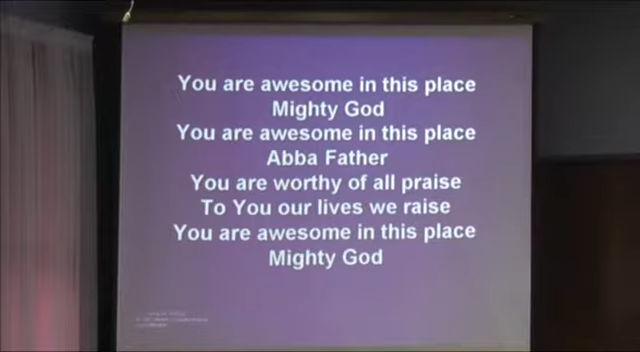 You are awesome in this place
Mighty God
You are awesome in this place
Abba Father
You are worthy of all praise
To You our lives we raise
You are awesome in this place
Mighty God